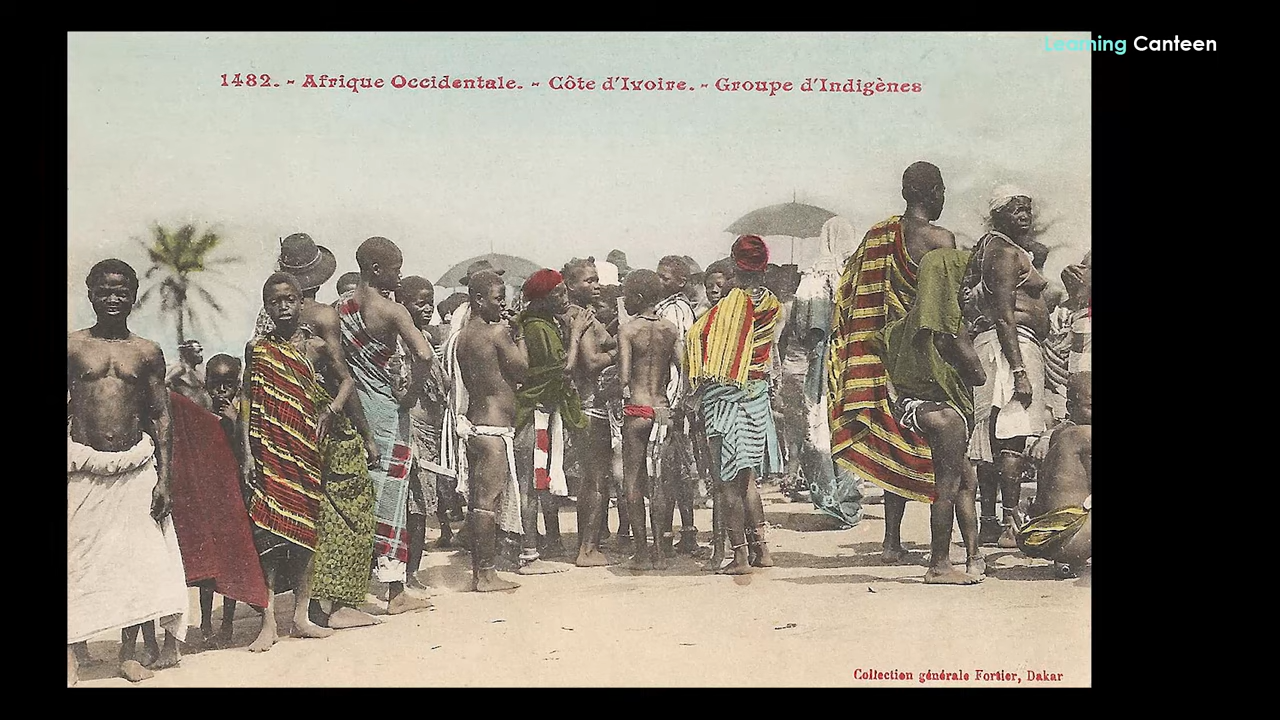 Learning Canteen
1482. - Afrique Occidentale. - Côte d'Ivoire. - Groupe d'Indigènes
Collection générale Fortier, Dakar